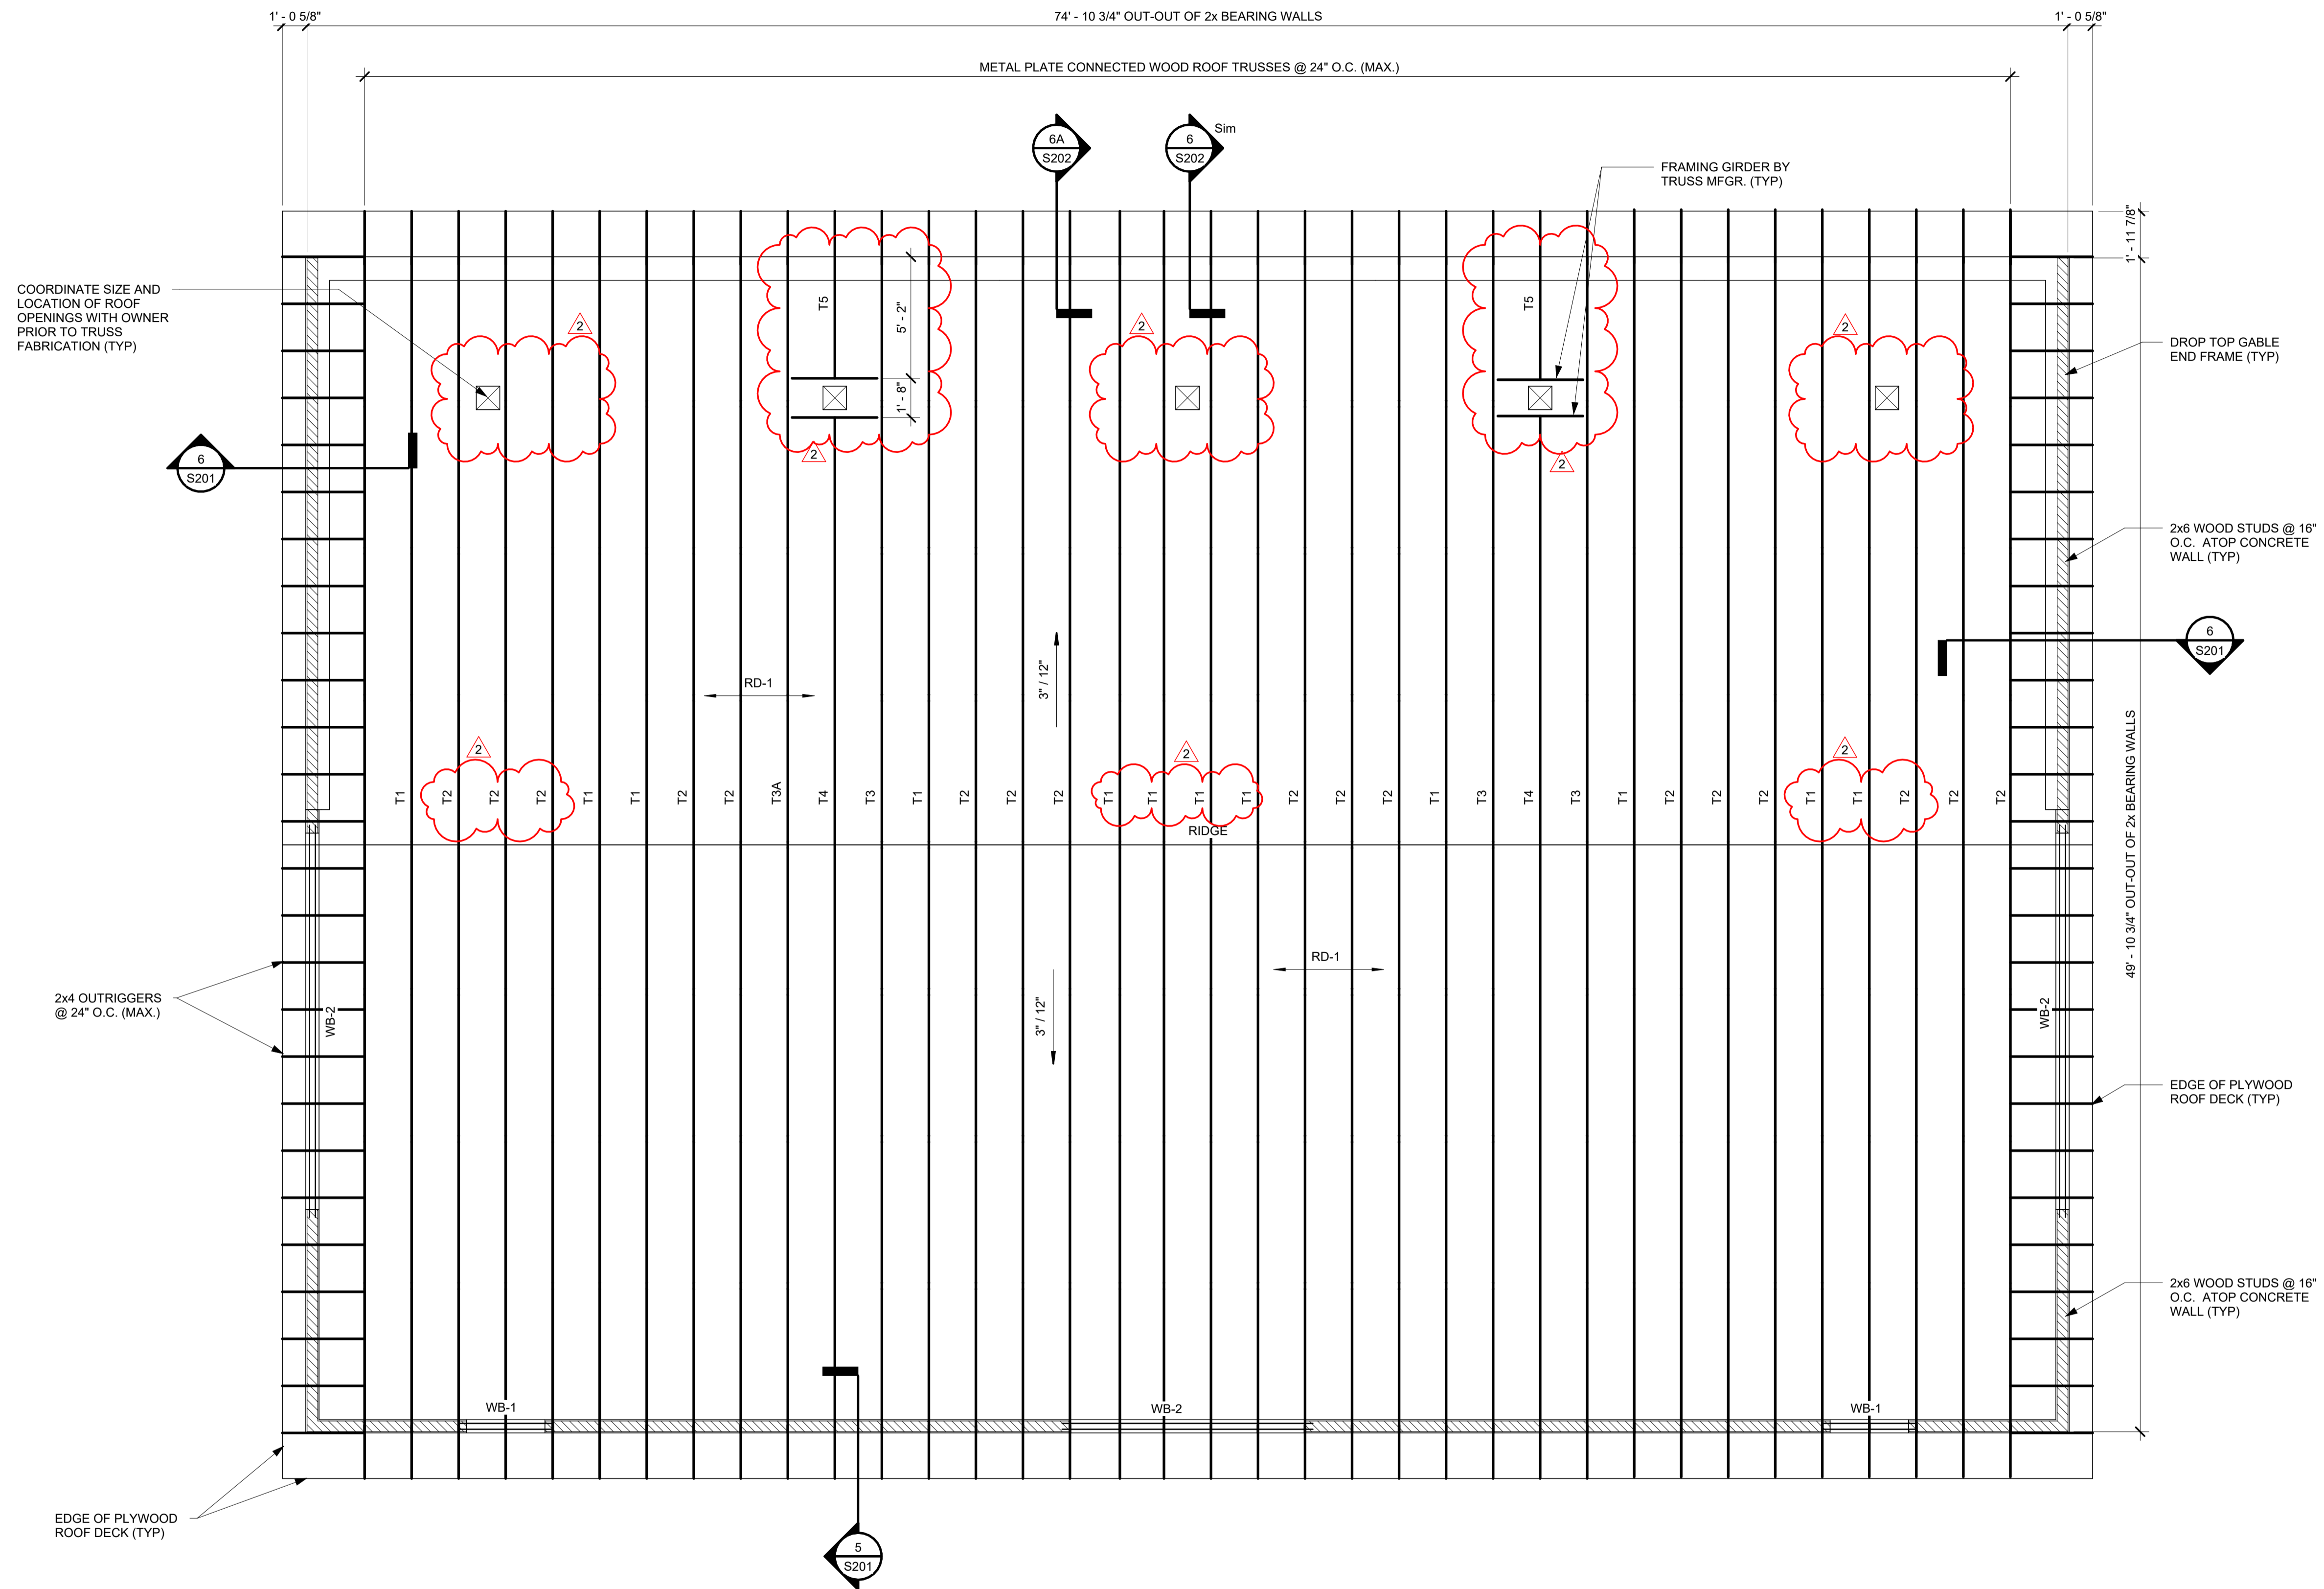 1' - 0 5/8"
74' - 10 3/4" OUT-OUT OF 2x BEARING WALLS
1' - 0 5/8"
METAL PLATE CONNECTED WOOD ROOF TRUSSES @ 24" O.C. (MAX.)
6A
S202
6
S202
Sim
FRAMING GIRDER BY
TRUSS MFGR. (TYP)
1' - 11 7/8"
COORDINATE SIZE AND
LOCATION OF ROOF
OPENINGS WITH OWNER
PRIOR TO TRUSS
FABRICATION (TYP)
T5
5' - 2"
T5
2
2
2
DROP TOP GABLE
END FRAME (TYP)
1' - 8"
2
2
6
S201
2x6 WOOD STUDS @ 16"
O.C. ATOP CONCRETE
WALL (TYP)
6
S201
RD-1
3" / 12"
2
2
2
T1
T2
T2
T2
T1
T1
T2
T2
T3A
T4
T3
T1
T2
T2
T2
T1
T1
T1
T1
T2
T2
T2
T1
T3
T4
T3
T1
T2
T2
T2
T1
T1
T2
T2
T2
RIDGE
49' - 10 3/4" OUT-OUT OF 2x BEARING WALLS
RD-1
2x4 OUTRIGGERS
@ 24" O.C. (MAX.)
WB-2
3" / 12"
WB-2
EDGE OF PLYWOOD
ROOF DECK (TYP)
2x6 WOOD STUDS @ 16"
O.C. ATOP CONCRETE
WALL (TYP)
WB-1
WB-2
WB-1
EDGE OF PLYWOOD
ROOF DECK (TYP)
5
S201